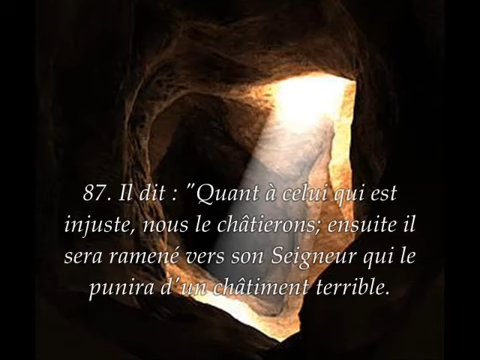 87. Il dit : "Quant à celui qui est
injuste, nous le châtierons; ensuite il
sera ramené vers son Seigneur qui le
punira d'un châtiment terrible.